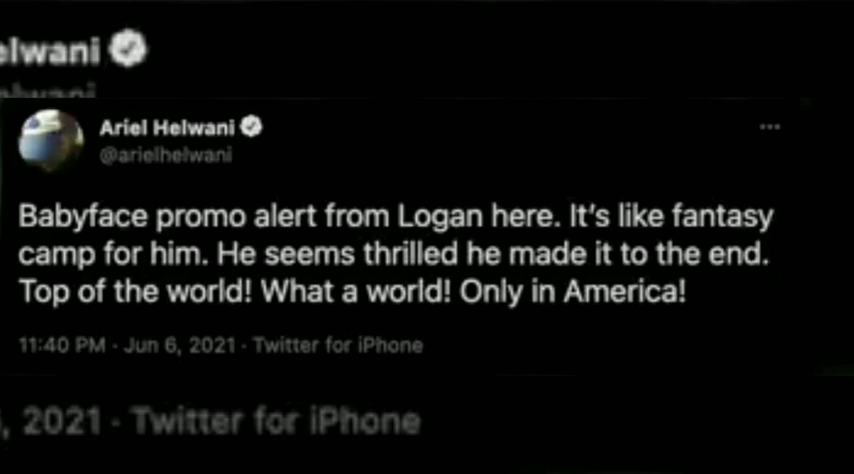 elwani
elwani
Ariel Helwani
@arielhelwani
Babyface promo alert from Logan here. It's like fantasy
camp for him. He seems thrilled he made it to the end.
Top of the world! What a world! Only in America!
11:40 PM · Jun 6, 2021 · Twitter for iPhone
, 2021 · Twitter for iPhone